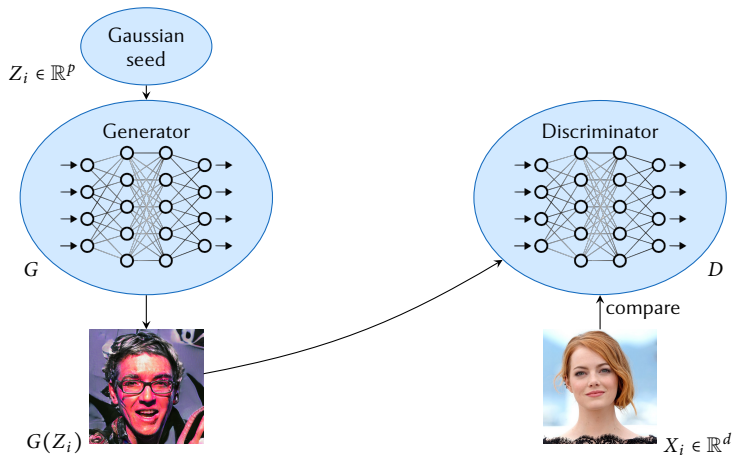 Gaussian
seed
Z_i ∈ ℝ^p
Generator
G
G(Z_i)
Discriminator
D
compare
X_i ∈ ℝ^d